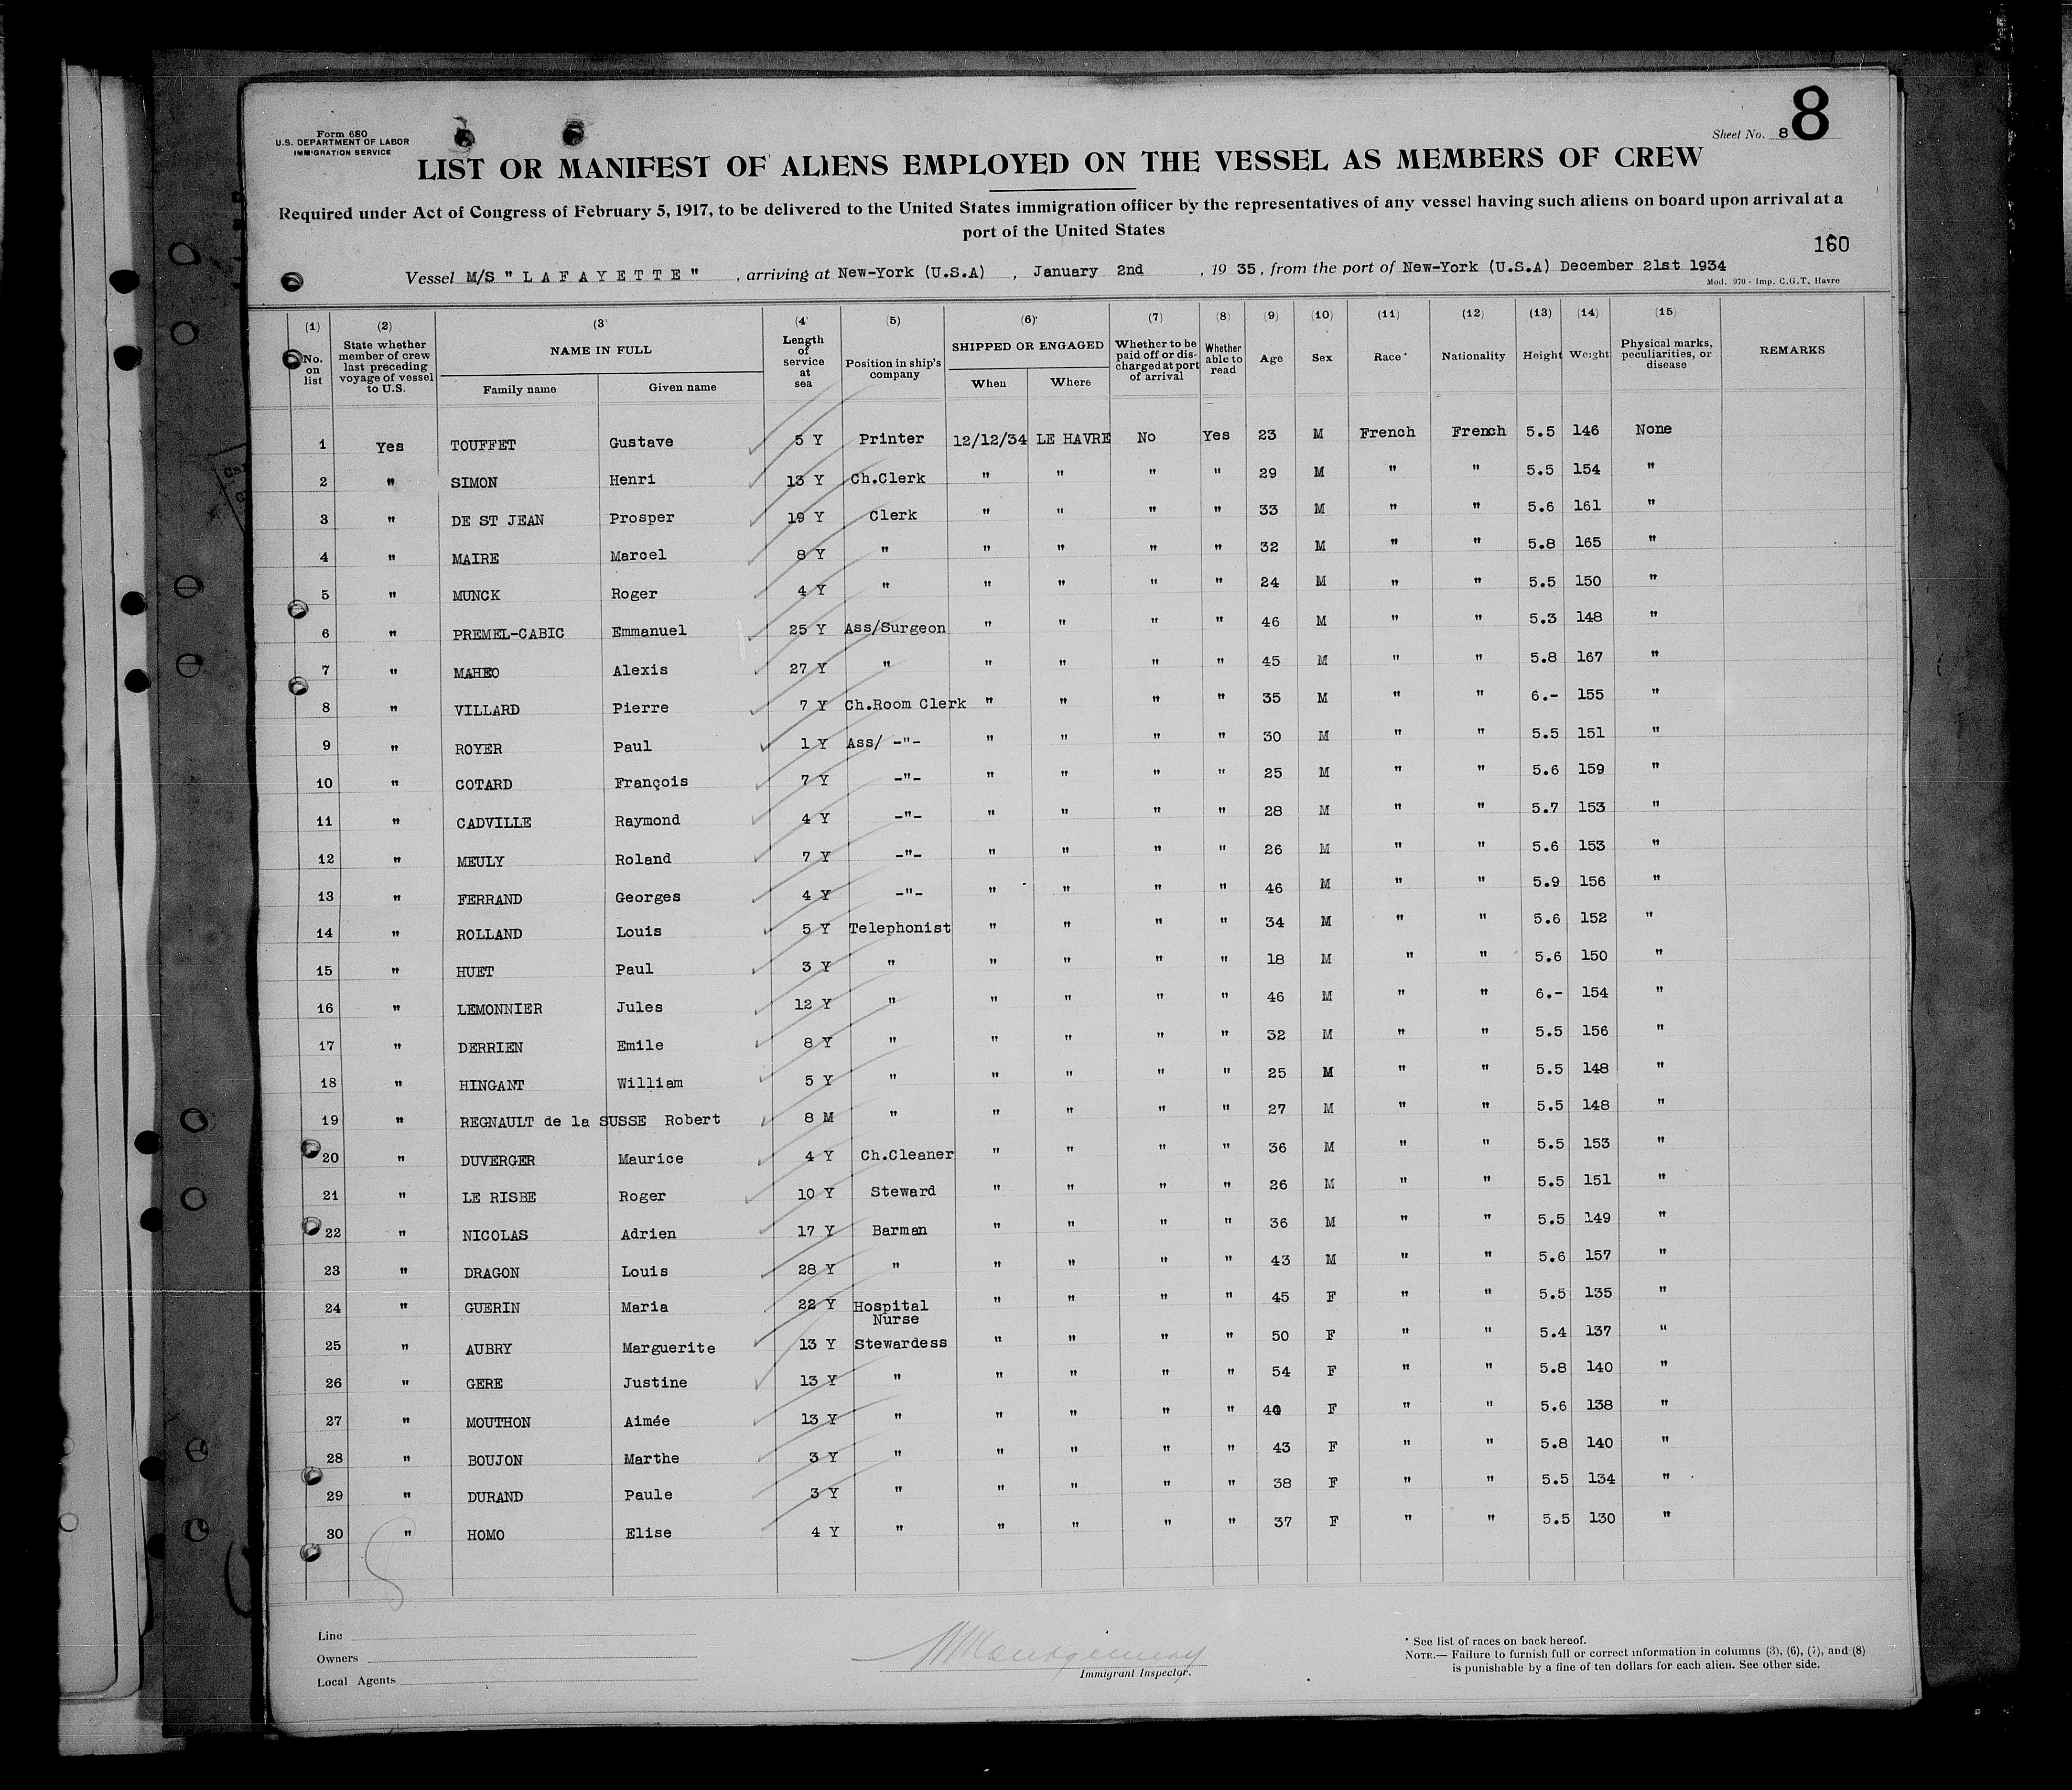 Form 680
U.S. DEPARTMENT OF LABOR
IMMIGRATION SERVICE
Sheet No. 8 8
LIST OR MANIFEST OF ALIENS EMPLOYED ON THE VESSEL AS MEMBERS OF CREW
Required under Act of Congress of February 5, 1917, to be delivered to the United States immigration officer by the representatives of any vessel having such aliens on board upon arrival at a
port of the United States
160
Vessel M/S " LAFAYETTE " , arriving at New-York (U.S.A) , January 2nd , 19 35, from the port of New-York (U.S.A) December 21st 1934
Mod. 970 - Imp. C.G.T. Havre
(1) No. on list (2) State whether member of crew last preceding voyage of vessel to U.S. (3) NAME IN FULL Family name Given name (4) Length of service at sea (5) Position in ship's company (6) SHIPPED OR ENGAGED When Where (7) Whether to be paid off or discharged at port of arrival (8) Whether able to read (9) Age (10) Sex (11) Race* (12) Nationality (13) Height (14) Weight (15) Physical marks, peculiarities, or disease REMARKS
1 Yes TOUFFET Gustave 5 Y Printer 12/12/34 LE HAVRE No Yes 23 M French French 5.5 146 None
2 " SIMON Henri 13 Y Ch.Clerk " " " " 29 M " " 5.5 154 "
3 " DE ST JEAN Prosper 19 Y Clerk " " " " 33 M " " 5.6 161 "
4 " MAIRE Marcel 8 Y " " " " " 32 M " " 5.8 165 "
5 " MUNCK Roger 4 Y " " " " " 24 M " " 5.5 150 "
6 " PREMEL-CABIC Emmanuel 25 Y Ass/Surgeon " " " " 46 M " " 5.3 148 "
7 " MAHEO Alexis 27 Y " " " " " 45 M " " 5.8 167 "
8 " VILLARD Pierre 7 Y Ch.Room Clerk " " " " 35 M " " 6.- 155 "
9 " ROYER Paul 1 Y Ass/ -"- " " " " 30 M " " 5.5 151 "
10 " COTARD François 7 Y -"- " " " " 25 M " " 5.6 159 "
11 " CADVILLE Raymond 4 Y -"- " " " " 28 M " " 5.7 153 "
12 " MEULY Roland 7 Y -"- " " " " 26 M " " 5.6 153 "
13 " FERRAND Georges 4 Y -"- " " " " 46 M " " 5.9 156 "
14 " ROLLAND Louis 5 Y Telephonist " " " " 34 M " " 5.6 152 "
15 " HUET Paul 3 Y " " " " " 18 M " " 5.6 150 "
16 " LEMONNIER Jules 12 Y " " " " " 46 M " " 6.- 154 "
17 " DERRIEN Emile 8 Y " " " " " 32 M " " 5.5 156 "
18 " HINGANT William 5 Y " " " " " 25 M " " 5.5 148 "
19 " REGNAULT de la SUSSE Robert 8 M " " " " " 27 M " " 5.5 148 "
20 " DUVERGER Maurice 4 Y Ch.Cleaner " " " " 36 M " " 5.5 153 "
21 " LE RISBE Roger 10 Y Steward " " " " 26 M " " 5.5 151 "
22 " NICOLAS Adrien 17 Y Barman " " " " 36 M " " 5.5 149 "
23 " DRAGON Louis 28 Y " " " " " 43 M " " 5.6 157 "
24 " GUERIN Maria 22 Y Hospital Nurse " " " " 45 F " " 5.5 135 "
25 " AUBRY Marguerite 13 Y Stewardess " " " " 50 F " " 5.4 137 "
26 " GERE Justine 13 Y " " " " " 54 F " " 5.8 140 "
27 " MOUTHON Aimée 13 Y " " " " " F " " 5.6 138 "
28 " BOUJON Marthe 3 Y " " " " " 43 F " " 5.8 140 "
29 " DURAND Paule 3 Y " " " " " 38 F " " 5.5 134 "
30 " HOMO Elise 4 Y " " " " " 37 F " " 5.5 130 "
Line
Owners
Local Agents
Montgomery
Immigrant Inspector.
* See list of races on back hereof.
NOTE.— Failure to furnish full or correct information in columns (3), (6), (7), and (8)
is punishable by a fine of ten dollars for each alien. See other side.